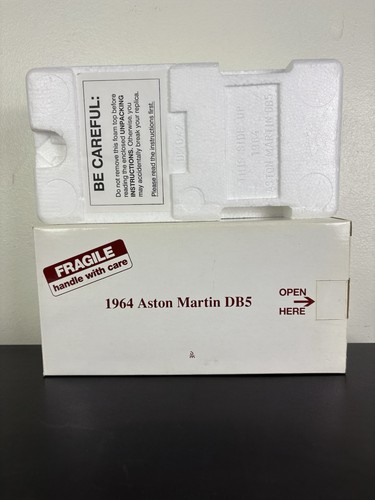 BE CAREFUL:
Do not remove this foam top before
reading the enclosed UNPACKING
INSTRUCTIONS. Otherwise, you
may accidentally break your replica.
Please read the instructions first.
FRAGILE
handle with care
1964 Aston Martin DB5
OPEN
HERE